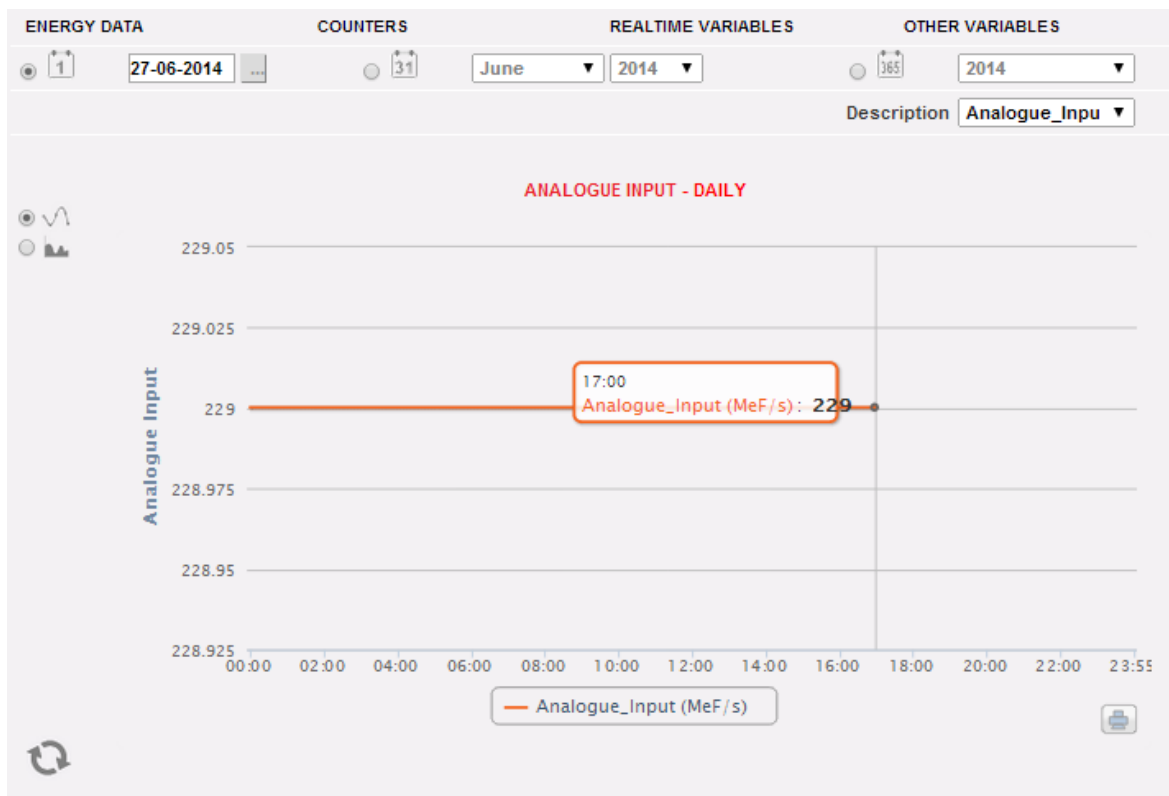 ENERGY DATA COUNTERS REALTIME VARIABLES OTHER VARIABLES
1 27-06-2014 ... 31 June 2014 365 2014
Description Analogue_Inpu
ANALOGUE INPUT - DAILY
229.05
229.025
17:00
Analogue_Input (MeF/s): 229
229
Analogue Input
228.975
228.95
228.925
00:00 02:00 04:00 06:00 08:00 10:00 12:00 14:00 16:00 18:00 20:00 22:00 23:55
Analogue_Input (MeF/s)